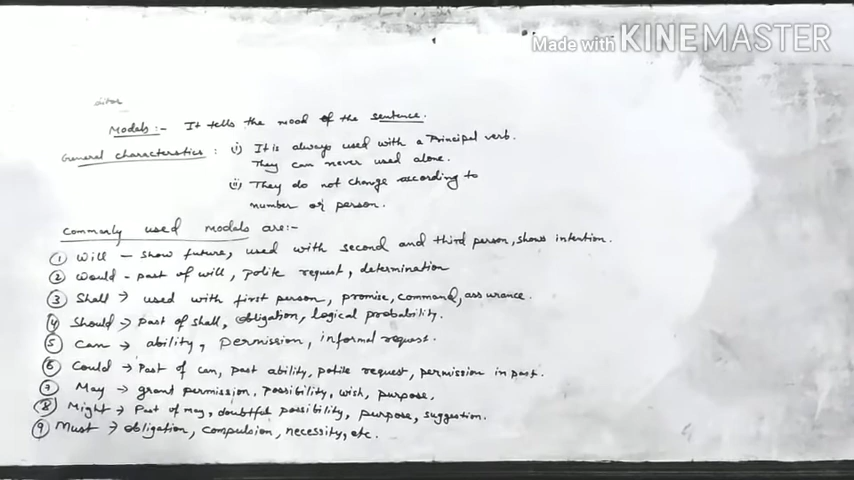 Made with KINEMASTER
Modals :- It tells the mood of the sentence.
General characteristics : (i) It is always used with a Principal verb.
They can never used alone.
(ii) They do not change according to
number or person.
Commonly used modals are:-
① Will – show future, used with second and third person, shows intention.
② Would - past of will, polite request, determination
③ Shall → used with first person, promise, command, assurance.
④ Should → past of shall, obligation, logical probability.
⑤ Can → ability, permission, informal request.
⑥ Could → Past of can, past ability, polite request, permission in past.
⑦ May → grant permission, possibility, wish, purpose,
⑧ Might → Past of may, doubtful possibility, purpose, suggestion.
⑨ Must → obligation, compulsion, necessity, etc.